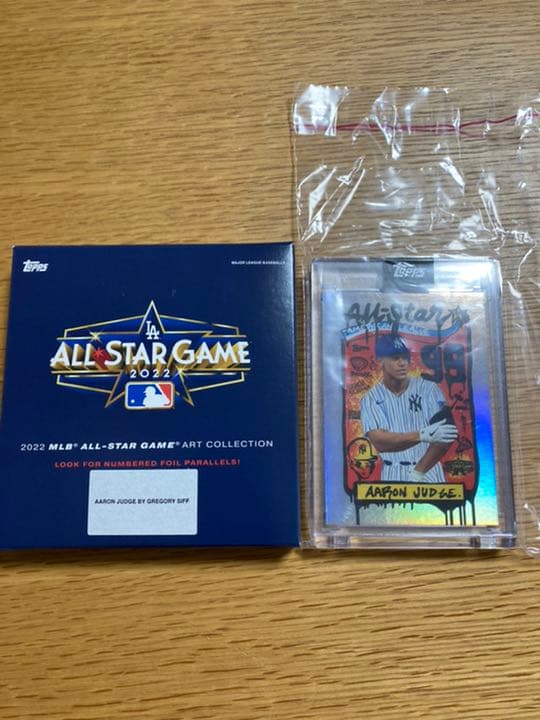 Topps
MAJOR LEAGUE BASEBALL
LA
ALL STAR GAME
2022
2022 MLB® ALL-STAR GAME® ART COLLECTION
LOOK FOR NUMBERED FOIL PARALLELS!
AARON JUDGE BY GREGORY SIFF
Topps
All-Star
99
NY
AARON JUDGE.